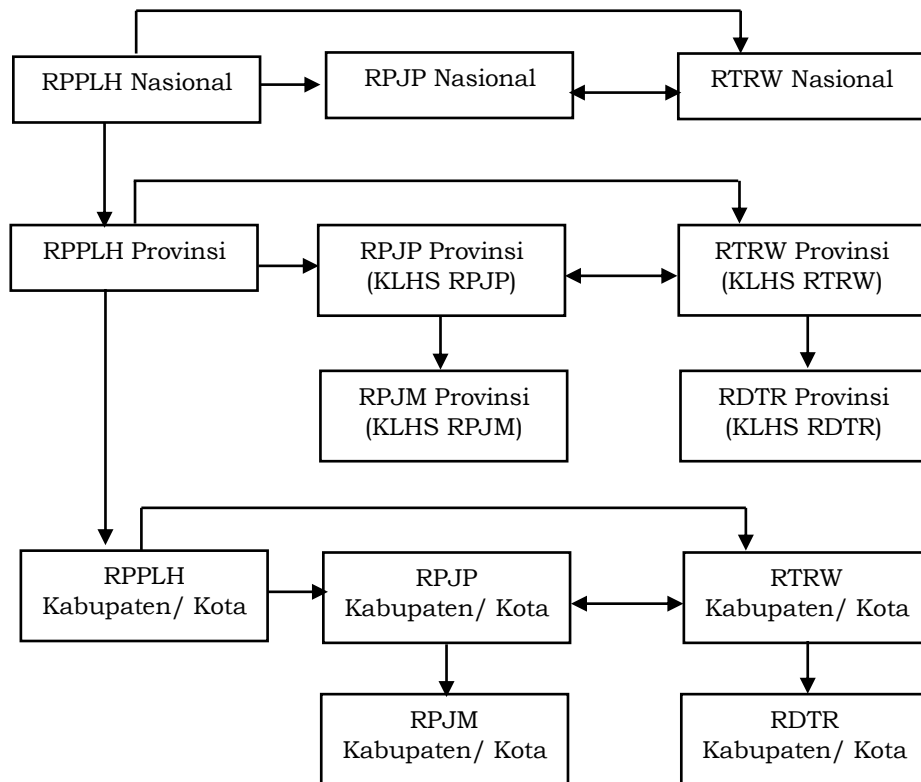 RPPLH Nasional
RPJP Nasional
RTRW Nasional
RPPLH Provinsi
RPJP Provinsi
(KLHS RPJP)
RTRW Provinsi
(KLHS RTRW)
RPJM Provinsi
(KLHS RPJM)
RDTR Provinsi
(KLHS RDTR)
RPPLH
Kabupaten/ Kota
RPJP
Kabupaten/ Kota
RTRW
Kabupaten/ Kota
RPJM
Kabupaten/ Kota
RDTR
Kabupaten/ Kota